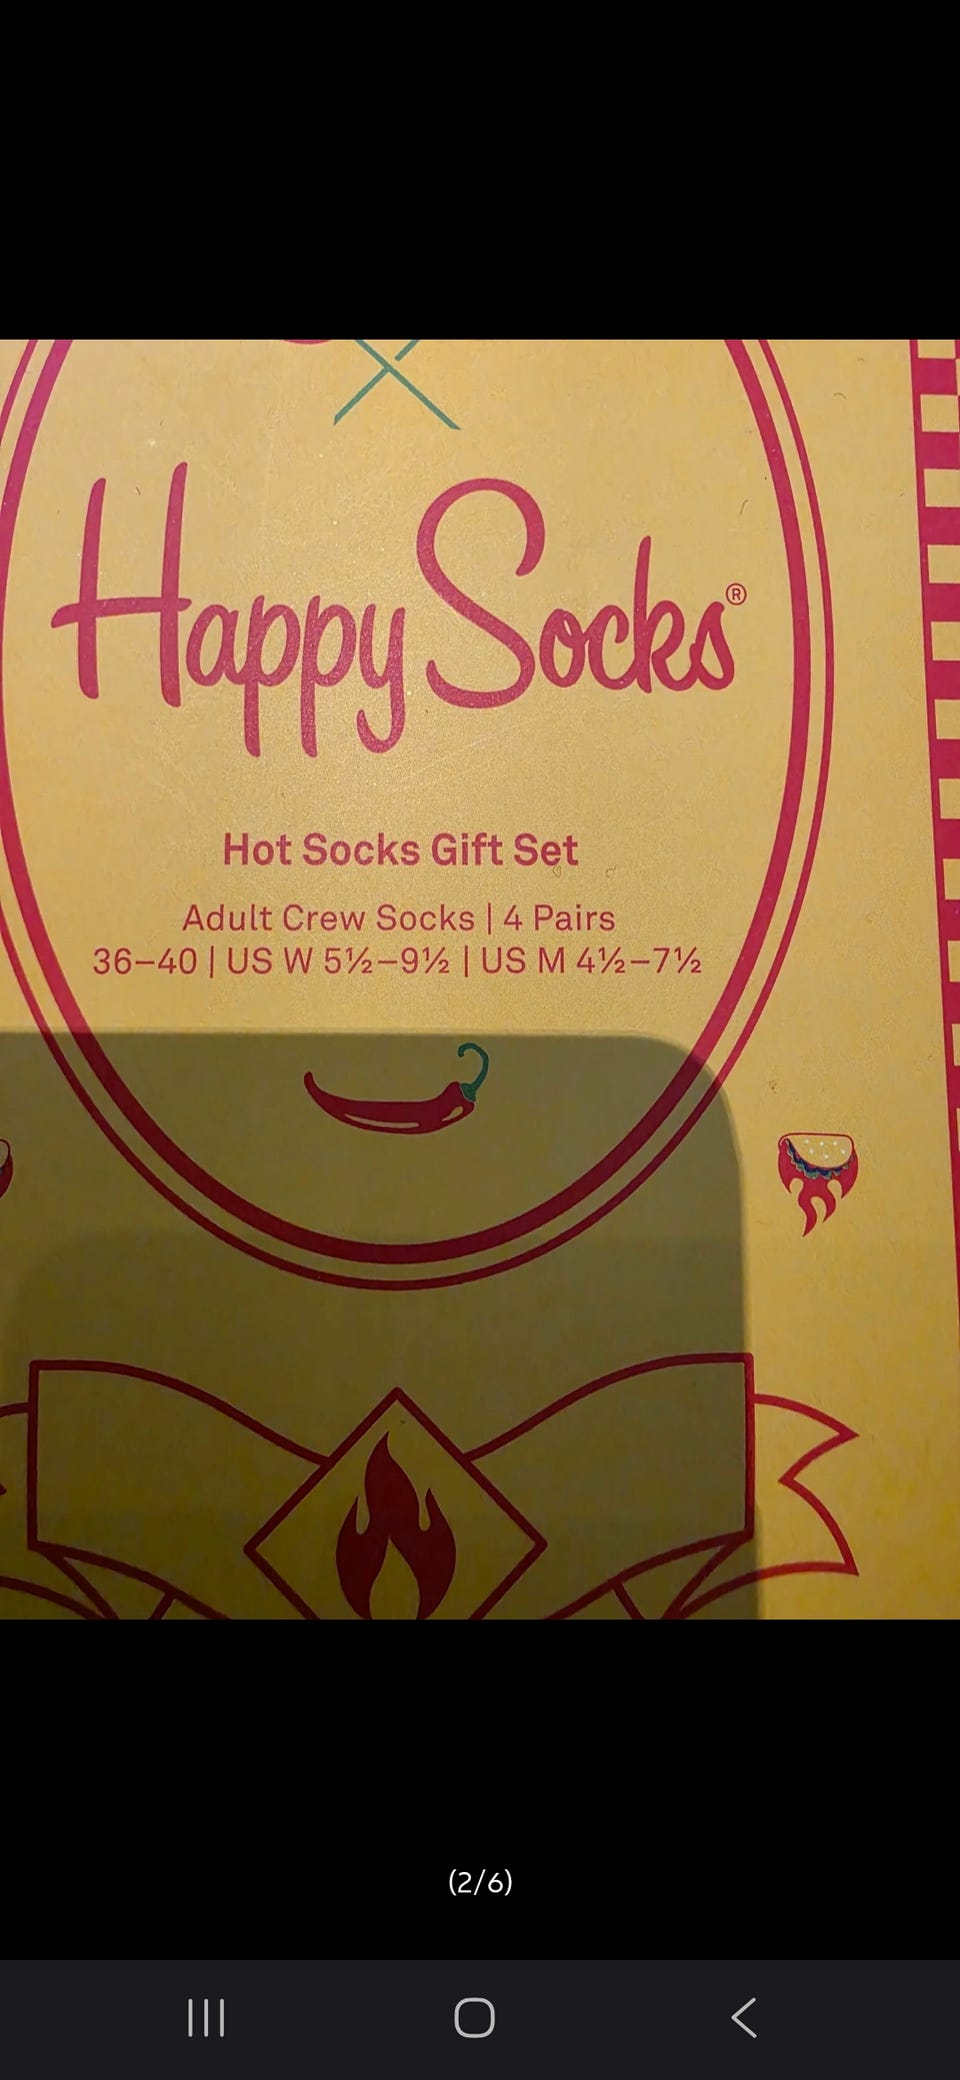 Happy Socks®
Hot Socks Gift Set
Adult Crew Socks | 4 Pairs
36–40 | US W 5½–9½ | US M 4½–7½
(2/6)